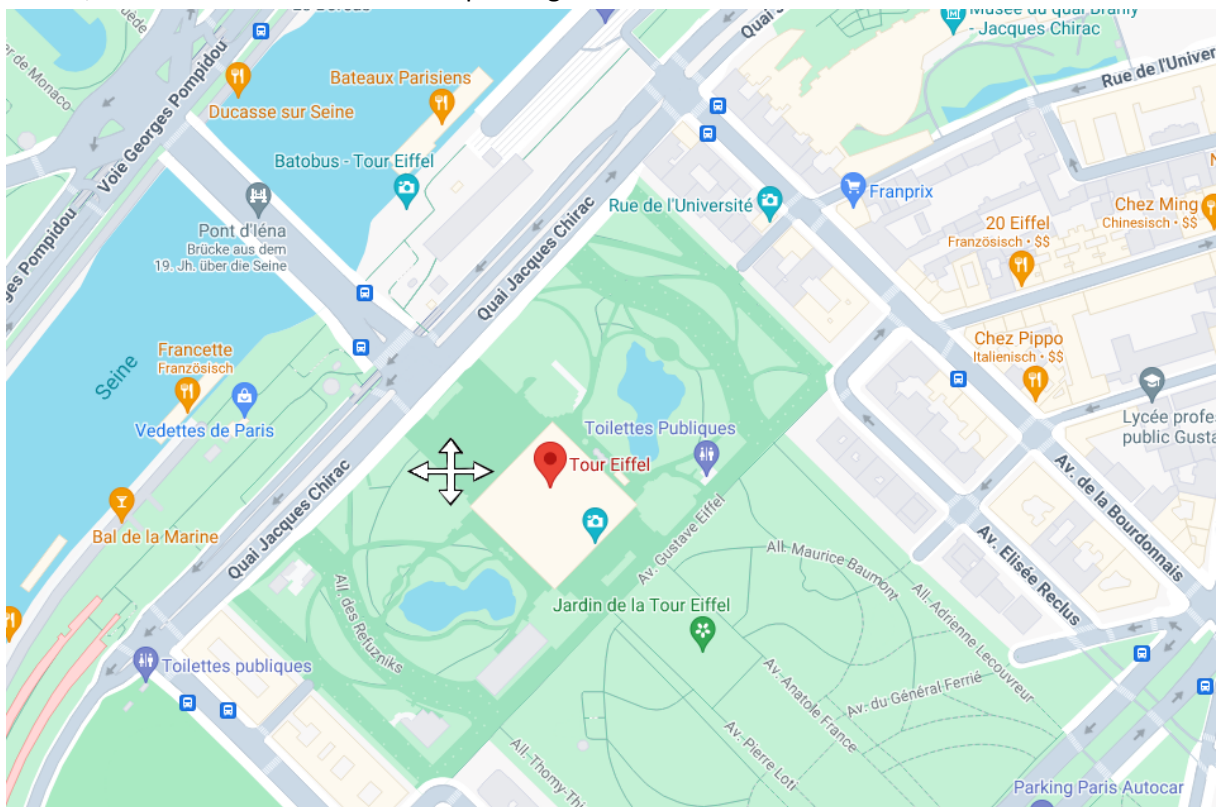 Musée du quai Branly
- Jacques Chirac
Rue de l'Univer
Voie Georges Pompidou
Bateaux Parisiens
Ducasse sur Seine
Batobus - Tour Eiffel
Quai Jacques Chirac
Rue de l'Université
Franprix
Chez Ming
Chinesisch • $$
20 Eiffel
Französisch • $$
Pont d'Iéna
Brücke aus dem
19. Jh. über die Seine
ges Pompidou
Chez Pippo
Italienisch • $$
Francette
Französisch
Seine
Vedettes de Paris
Toilettes Publiques
Lycée profe
public Gusta
Tour Eiffel
Av. de la Bourdonnais
Bal de la Marine
Quai Jacques Chirac
Av. Gustave Eiffel
All. Maurice Baumont
Av. Elisée Reclus
All. des Refuzniks
Jardin de la Tour Eiffel
All. Adrienne Lecouvreur
Toilettes publiques
Av. Anatole France
Av. du Général Ferrié
Av. Pierre Loti
All. Thomy-Thi
Parking Paris Autocar